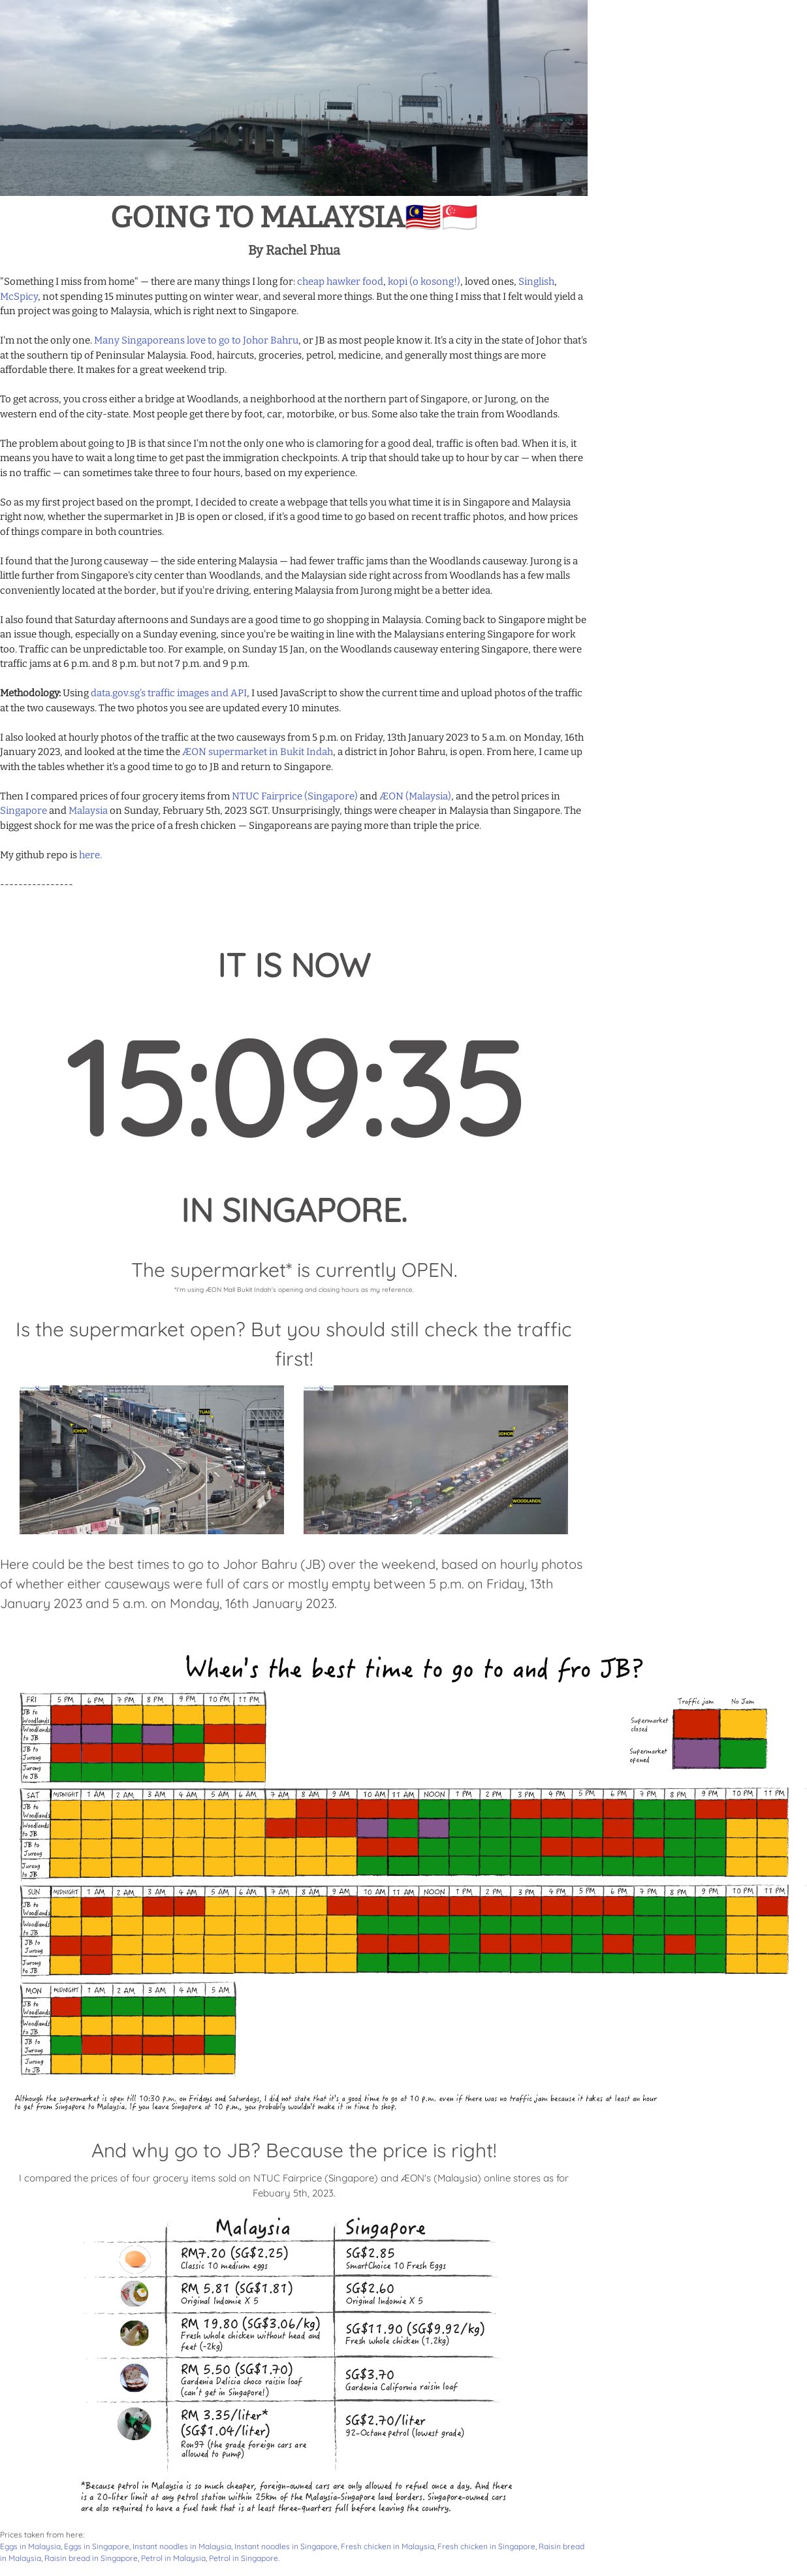 GOING TO MALAYSIA🇲🇾🇸🇬
By Rachel Phua
"Something I miss from home" — there are many things I long for: cheap hawker food, kopi (o kosong!), loved ones, Singlish,
McSpicy, not spending 15 minutes putting on winter wear, and several more things. But the one thing I miss that I felt would yield a
fun project was going to Malaysia, which is right next to Singapore.
I'm not the only one. Many Singaporeans love to go to Johor Bahru, or JB as most people know it. It's a city in the state of Johor that's
at the southern tip of Peninsular Malaysia. Food, haircuts, groceries, petrol, medicine, and generally most things are more
affordable there. It makes for a great weekend trip.
To get across, you cross either a bridge at Woodlands, a neighborhood at the northern part of Singapore, or Jurong, on the
western end of the city-state. Most people get there by foot, car, motorbike, or bus. Some also take the train from Woodlands.
The problem about going to JB is that since I'm not the only one who is clamoring for a good deal, traffic is often bad. When it is, it
means you have to wait a long time to get past the immigration checkpoints. A trip that should take up to hour by car — when there
is no traffic — can sometimes take three to four hours, based on my experience.
So as my first project based on the prompt, I decided to create a webpage that tells you what time it is in Singapore and Malaysia
right now, whether the supermarket in JB is open or closed, if it's a good time to go based on recent traffic photos, and how prices
of things compare in both countries.
I found that the Jurong causeway — the side entering Malaysia — had fewer traffic jams than the Woodlands causeway. Jurong is a
little further from Singapore's city center than Woodlands, and the Malaysian side right across from Woodlands has a few malls
conveniently located at the border, but if you're driving, entering Malaysia from Jurong might be a better idea.
I also found that Saturday afternoons and Sundays are a good time to go shopping in Malaysia. Coming back to Singapore might be
an issue though, especially on a Sunday evening, since you're be waiting in line with the Malaysians entering Singapore for work
too. Traffic can be unpredictable too. For example, on Sunday 15 Jan, on the Woodlands causeway entering Singapore, there were
traffic jams at 6 p.m. and 8 p.m. but not 7 p.m. and 9 p.m.
Methodology: Using data.gov.sg's traffic images and API, I used JavaScript to show the current time and upload photos of the traffic
at the two causeways. The two photos you see are updated every 10 minutes.
I also looked at hourly photos of the traffic at the two causeways from 5 p.m. on Friday, 13th January 2023 to 5 a.m. on Monday, 16th
January 2023, and looked at the time the ÆON supermarket in Bukit Indah, a district in Johor Bahru, is open. From here, I came up
with the tables whether it's a good time to go to JB and return to Singapore.
Then I compared prices of four grocery items from NTUC Fairprice (Singapore) and ÆON (Malaysia), and the petrol prices in
Singapore and Malaysia on Sunday, February 5th, 2023 SGT. Unsurprisingly, things were cheaper in Malaysia than Singapore. The
biggest shock for me was the price of a fresh chicken — Singaporeans are paying more than triple the price.
My github repo is here.
----------------
IT IS NOW
15:09:35
IN SINGAPORE.
The supermarket* is currently OPEN.
*I'm using ÆON Mall Bukit Indah's opening and closing hours as my reference.
Is the supermarket open? But you should still check the traffic
first!
TUAS
JOHOR
JOHOR
WOODLANDS
Here could be the best times to go to Johor Bahru (JB) over the weekend, based on hourly photos
of whether either causeways were full of cars or mostly empty between 5 p.m. on Friday, 13th
January 2023 and 5 a.m. on Monday, 16th January 2023.
When's the best time to go to and fro JB?
Traffic jam No Jam
Supermarket closed
Supermarket opened
FRI 5 PM 6 PM 7 PM 8 PM 9 PM 10 PM 11 PM
JB to Woodlands
Woodlands to JB
JB to Jurong
Jurong to JB
SAT MIDNIGHT 1 AM 2 AM 3 AM 4 AM 5 AM 6 AM 7 AM 8 AM 9 AM 10 AM 11 AM NOON 1 PM 2 PM 3 PM 4 PM 5 PM 6 PM 7 PM 8 PM 9 PM 10 PM 11 PM
JB to Woodlands
Woodlands to JB
JB to Jurong
Jurong to JB
SUN MIDNIGHT 1 AM 2 AM 3 AM 4 AM 5 AM 6 AM 7 AM 8 AM 9 AM 10 AM 11 AM NOON 1 PM 2 PM 3 PM 4 PM 5 PM 6 PM 7 PM 8 PM 9 PM 10 PM 11 PM
JB to Woodlands
Woodlands to JB
JB to Jurong
Jurong to JB
MON MIDNIGHT 1 AM 2 AM 3 AM 4 AM 5 AM
JB to Woodlands
Woodlands to JB
JB to Jurong
Jurong to JB
Although the supermarket is open till 10:30 p.m. on Fridays and Saturdays, I did not state that it's a good time to go at 10 p.m. even if there was no traffic jam because it takes at least an hour
to get from Singapore to Malaysia. If you leave Singapore at 10 p.m., you probably wouldn't make it in time to shop.
And why go to JB? Because the price is right!
I compared the prices of four grocery items sold on NTUC Fairprice (Singapore) and ÆON's (Malaysia) online stores as for
Febuary 5th, 2023.
Malaysia Singapore
RM7.20 (SG$2.25) SG$2.85
Classic 10 medium eggs SmartChoice 10 Fresh Eggs
RM 5.81 (SG$1.81) SG$2.60
Original Indomie X 5 Original Indomie X 5
RM 19.80 (SG$3.06/kg) SG$11.90 (SG$9.92/kg)
Fresh whole chicken without head and
feet (~2kg)
Fresh whole chicken (1.2kg)
RM 5.50 (SG$1.70) SG$3.70
Gardenia Delicia choco raisin loaf
(can't get in Singapore!)
Gardenia California raisin loaf
RM 3.35/liter*
(SG$1.04/liter)
SG$2.70/liter
Ron97 (the grade foreign cars are
allowed to pump)
92-Octane petrol (lowest grade)
*Because petrol in Malaysia is so much cheaper, foreign-owned cars are only allowed to refuel once a day. And there
is a 20-liter limit at any petrol station within 25km of the Malaysia-Singapore land borders. Singapore-owned cars
are also required to have a fuel tank that is at least three-quarters full before leaving the country.
Prices taken from here:
Eggs in Malaysia, Eggs in Singapore, Instant noodles in Malaysia, Instant noodles in Singapore, Fresh chicken in Malaysia, Fresh chicken in Singapore, Raisin bread
in Malaysia, Raisin bread in Singapore, Petrol in Malaysia, Petrol in Singapore.